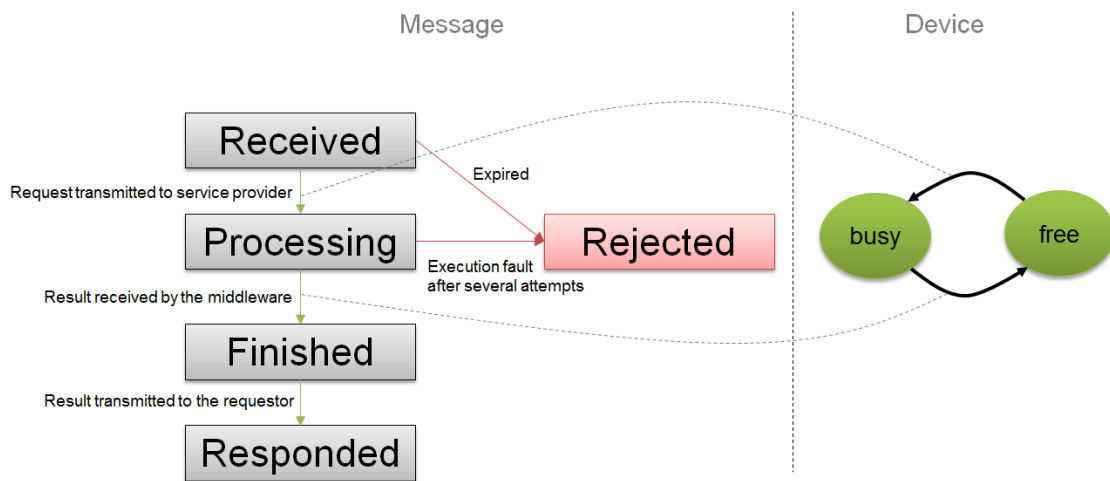 Message
Device
Received
Expired
Request transmitted to service provider
Processing
Rejected
busy
free
Execution fault
after several attempts
Result received by the middleware
Finished
Result transmitted to the requestor
Responded